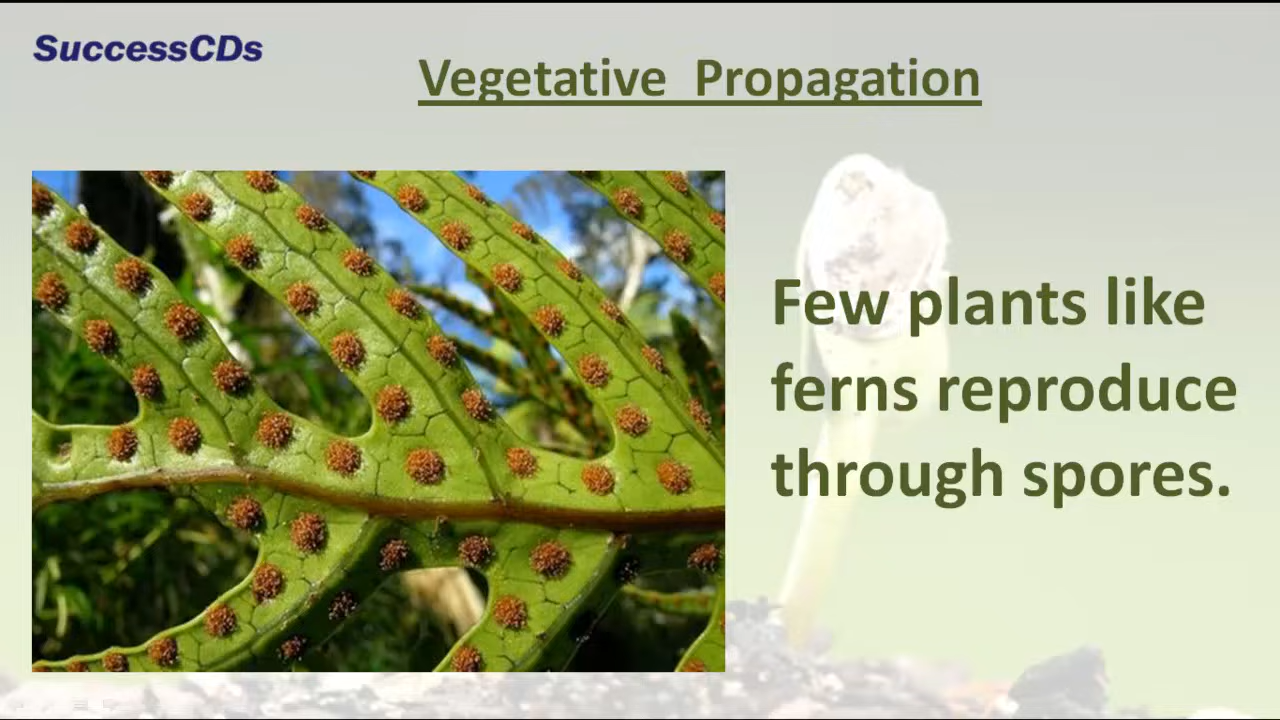 SuccessCDs
Vegetative Propagation
Few plants like
ferns reproduce
through spores.